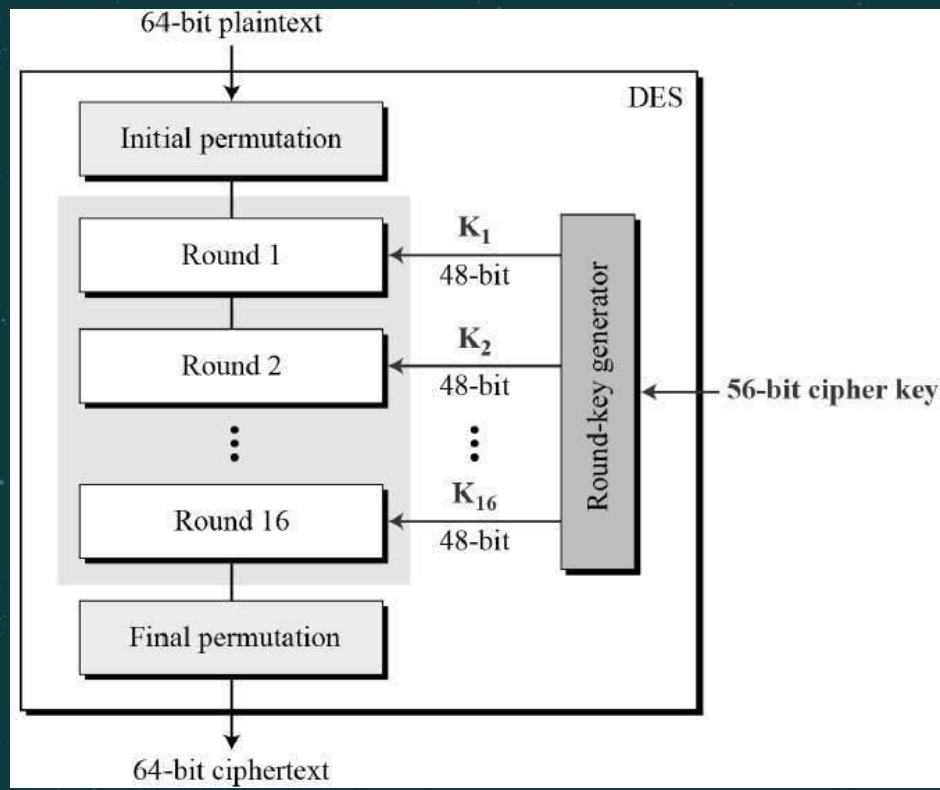 64-bit plaintext
DES
Initial permutation
Round 1
K₁
48-bit
Round 2
K₂
48-bit
Round-key generator
56-bit cipher key
Round 16
K₁₆
48-bit
Final permutation
64-bit ciphertext